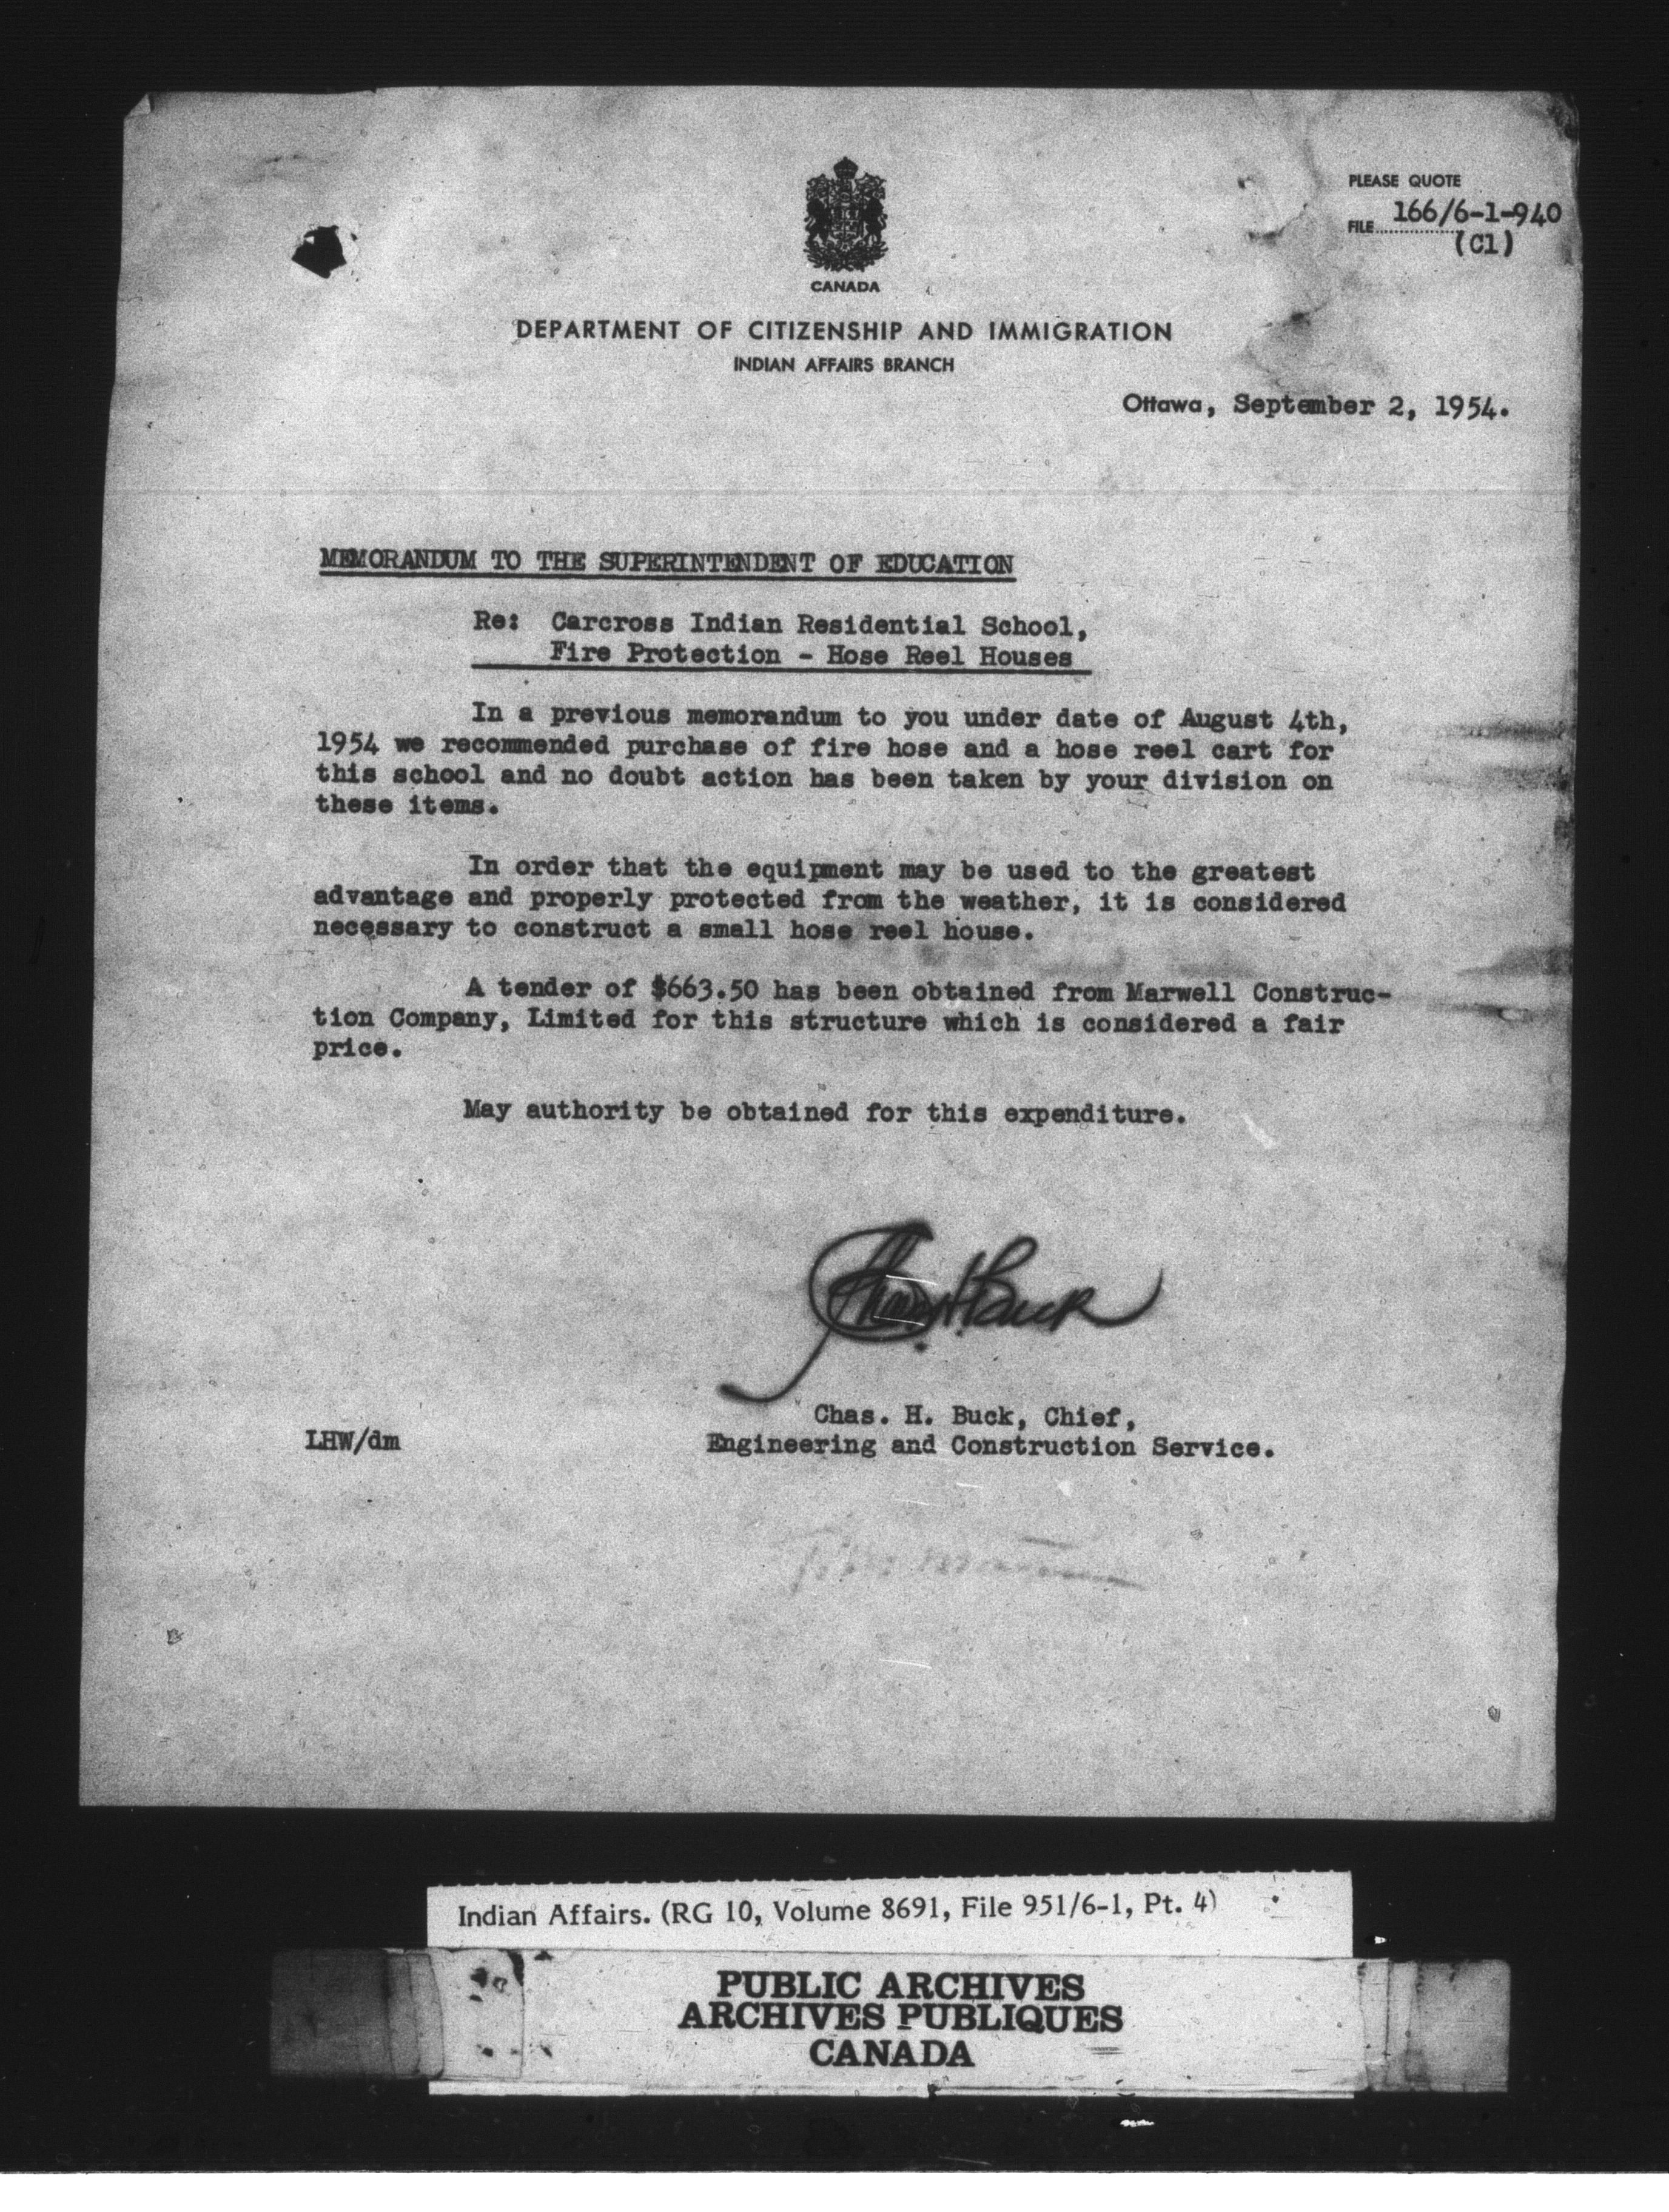 PLEASE QUOTE
FILE 166/6-1-940
(C1)
CANADA
DEPARTMENT OF CITIZENSHIP AND IMMIGRATION
INDIAN AFFAIRS BRANCH
Ottawa, September 2, 1954.
MEMORANDUM TO THE SUPERINTENDENT OF EDUCATION
Re: Carcross Indian Residential School,
Fire Protection - Hose Reel Houses
In a previous memorandum to you under date of August 4th,
1954 we recommended purchase of fire hose and a hose reel cart for
this school and no doubt action has been taken by your division on
these items.
In order that the equipment may be used to the greatest
advantage and properly protected from the weather, it is considered
necessary to construct a small hose reel house.
A tender of $663.50 has been obtained from Marwell Construc-
tion Company, Limited for this structure which is considered a fair
price.
May authority be obtained for this expenditure.
Chas. H. Buck
Chas. H. Buck, Chief,
LHW/dm
Engineering and Construction Service.
Indian Affairs. (RG 10, Volume 8691, File 951/6-1, Pt. 4)
PUBLIC ARCHIVES
ARCHIVES PUBLIQUES
CANADA